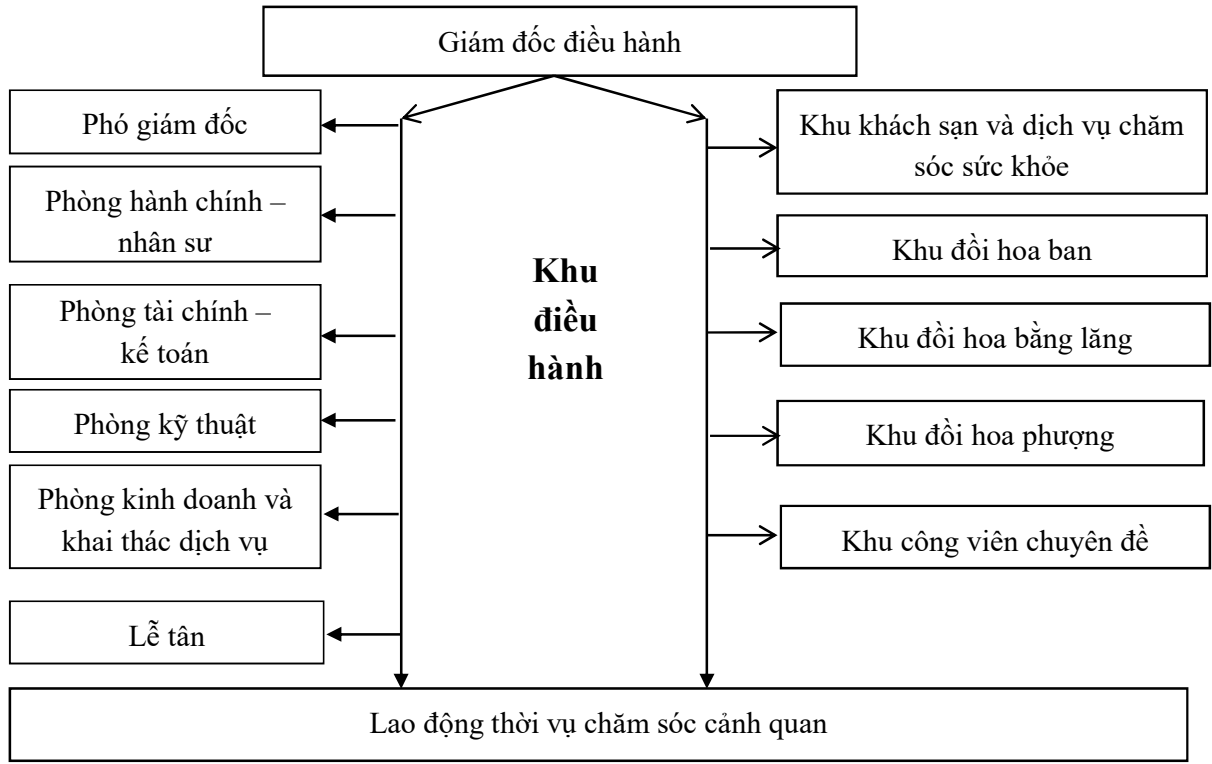 Giám đốc điều hành
Phó giám đốc
Phòng hành chính –
nhân sư
Phòng tài chính –
kế toán
Phòng kỹ thuật
Phòng kinh doanh và
khai thác dịch vụ
Lễ tân
Khu
điều
hành
Khu khách sạn và dịch vụ chăm
sóc sức khỏe
Khu đồi hoa ban
Khu đồi hoa bằng lăng
Khu đồi hoa phượng
Khu công viên chuyên đề
Lao động thời vụ chăm sóc cảnh quan